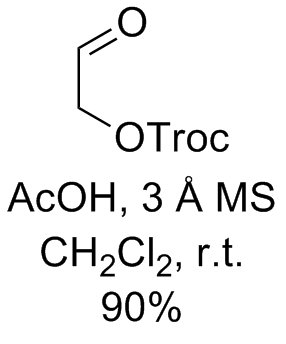 O
OTroc
AcOH, 3 Å MS
CH₂Cl₂, r.t.
90%